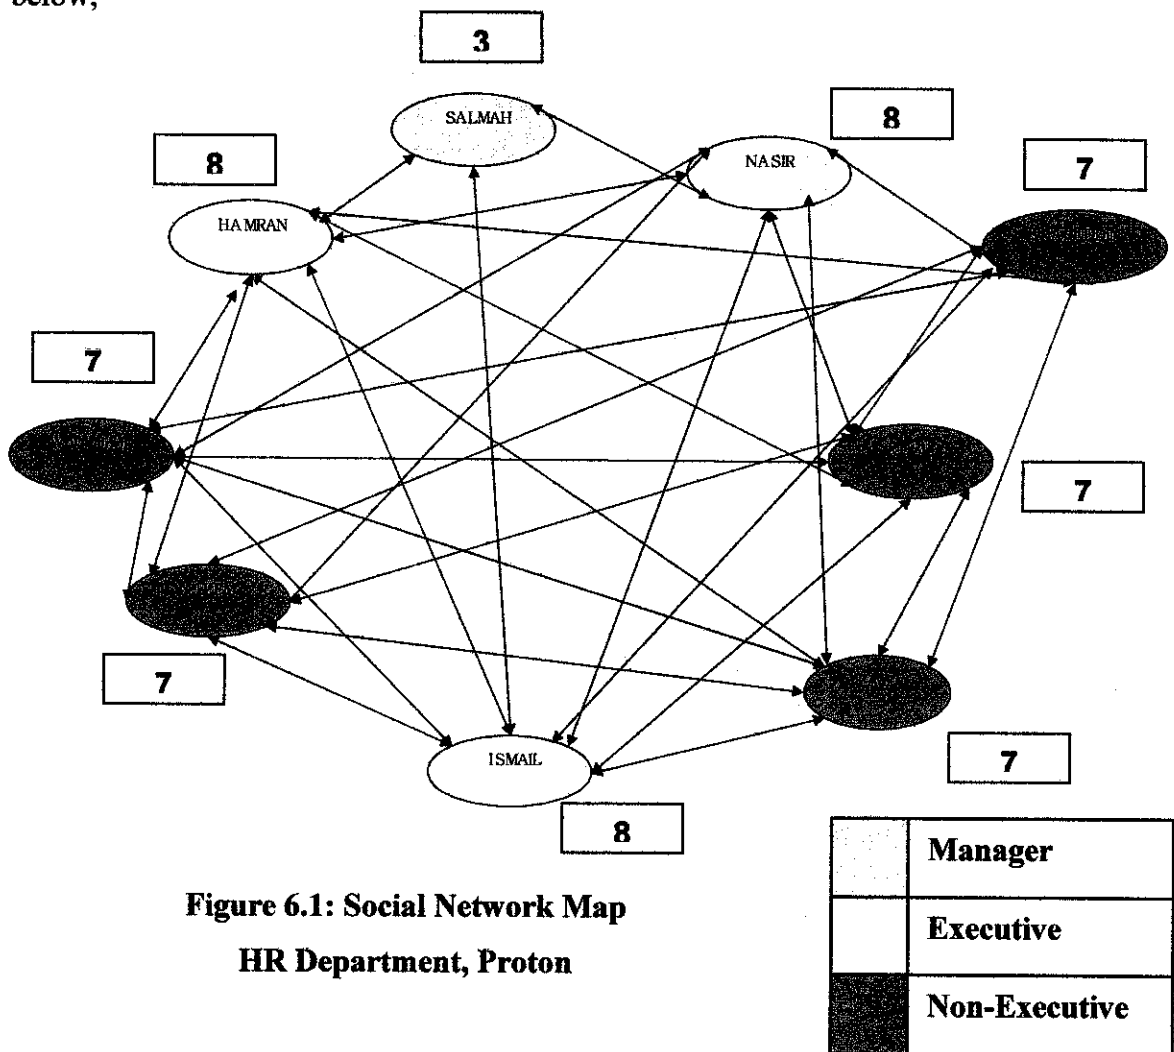 below;
3
SALMAH
8
NASIR
8
HAMRAN
7
7
7
7
ISMAIL
7
8
Figure 6.1: Social Network Map
HR Department, Proton
Manager
Executive
Non-Executive